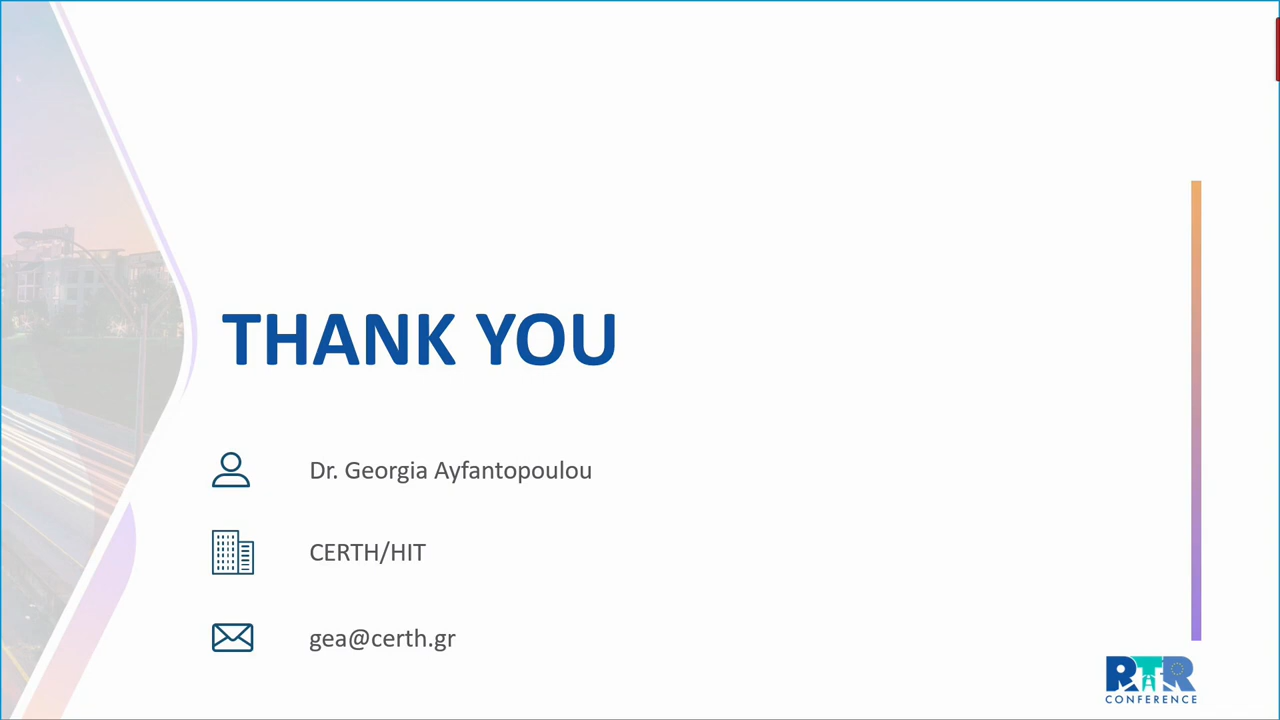 THANK YOU
Dr. Georgia Ayfantopoulou
CERTH/HIT
gea@certh.gr
RTR
CONFERENCE